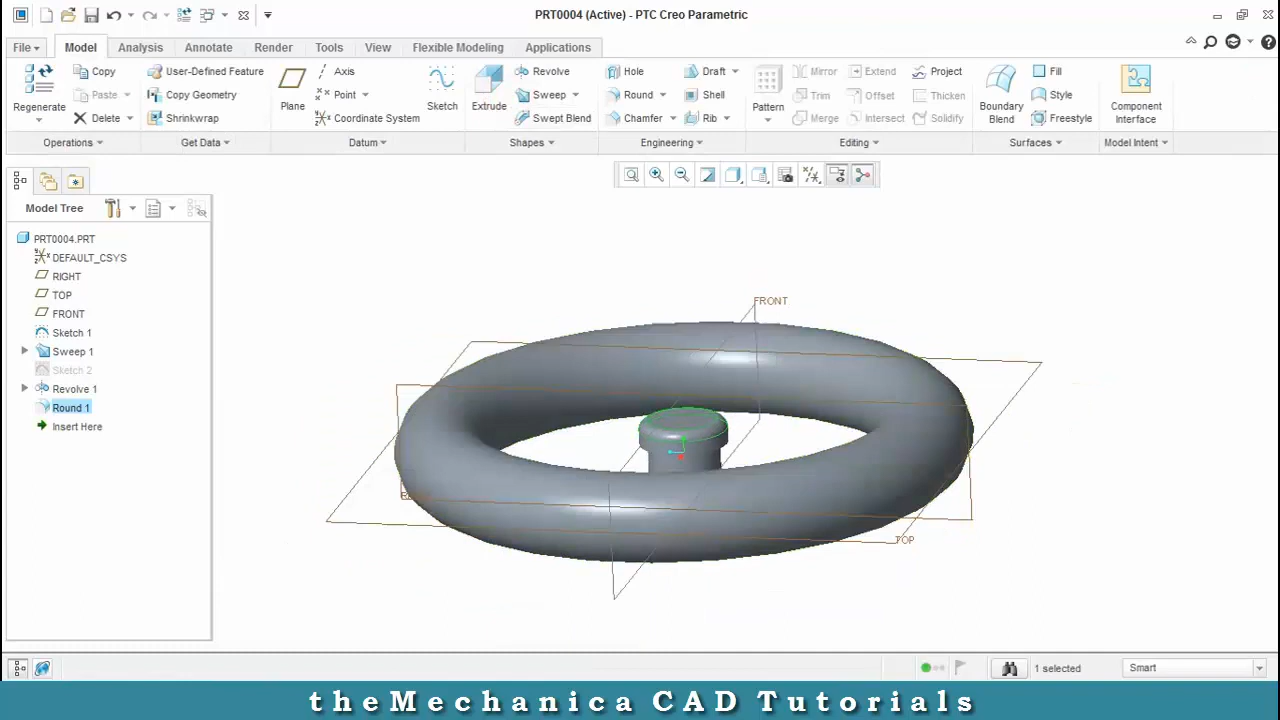 PRT0004 (Active) - PTC Creo Parametric
File Model Analysis Annotate Render Tools View Flexible Modeling Applications
Regenerate
Copy
Paste
Delete
Operations
User-Defined Feature
Copy Geometry
Shrinkwrap
Get Data
Plane
Axis
Point
Coordinate System
Datum
Sketch
Extrude
Revolve
Sweep
Swept Blend
Shapes
Hole
Round
Chamfer
Draft
Shell
Rib
Engineering
Pattern
Mirror
Trim
Merge
Extend
Offset
Intersect
Project
Thicken
Solidify
Editing
Boundary
Blend
Fill
Style
Freestyle
Surfaces
Component
Interface
Model Intent
Model Tree
PRT0004.PRT
DEFAULT_CSYS
RIGHT
TOP
FRONT
Sketch 1
Sweep 1
Sketch 2
Revolve 1
Round 1
Insert Here
FRONT
TOP
1 selected
Smart
theMechanica CAD Tutorials